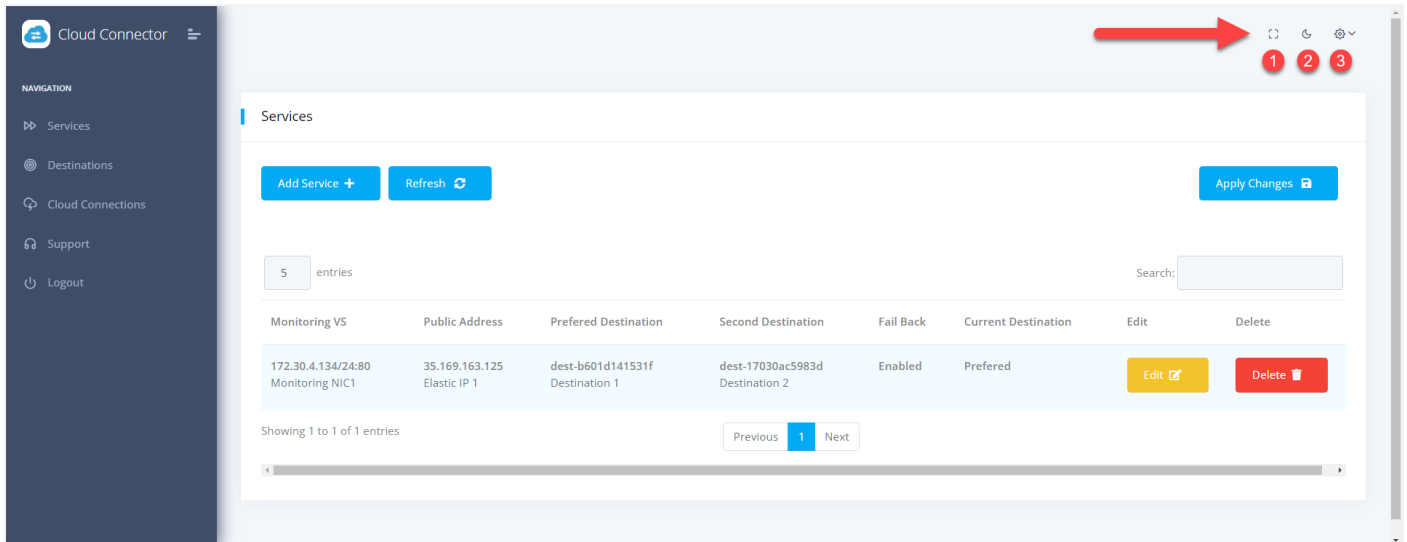 Cloud Connector
1 2 3
NAVIGATION
Services
Destinations
Cloud Connections
Support
Logout
Services
Add Service
Refresh
Apply Changes
5 entries
Search:
Monitoring VS Public Address Prefered Destination Second Destination Fail Back Current Destination Edit Delete
172.30.4.134/24:80 35.169.163.125 dest-b601d141531f dest-17030ac5983d Enabled Prefered Edit Delete
Monitoring NIC1 Elastic IP 1 Destination 1 Destination 2
Showing 1 to 1 of 1 entries
Previous 1 Next